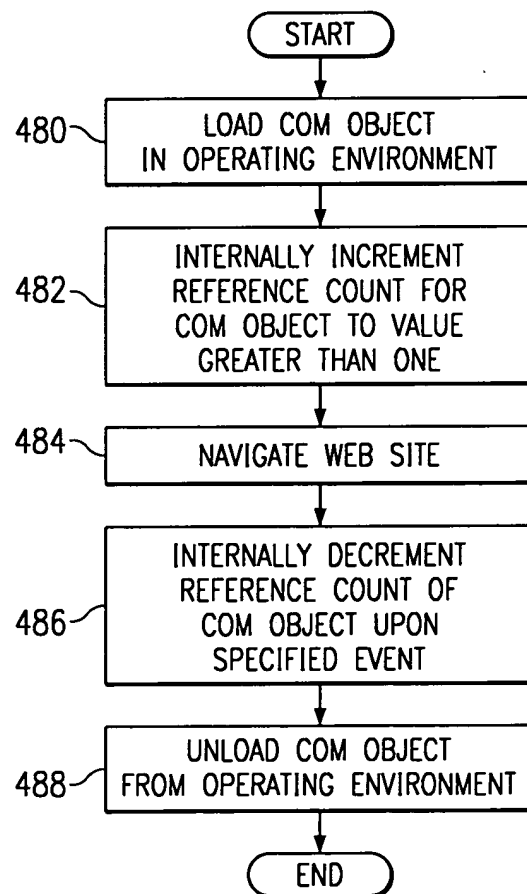 START
480
LOAD COM OBJECT
IN OPERATING ENVIRONMENT
482
INTERNALLY INCREMENT
REFERENCE COUNT FOR
COM OBJECT TO VALUE
GREATER THAN ONE
484
NAVIGATE WEB SITE
486
INTERNALLY DECREMENT
REFERENCE COUNT OF
COM OBJECT UPON
SPECIFIED EVENT
488
UNLOAD COM OBJECT
FROM OPERATING ENVIRONMENT
END